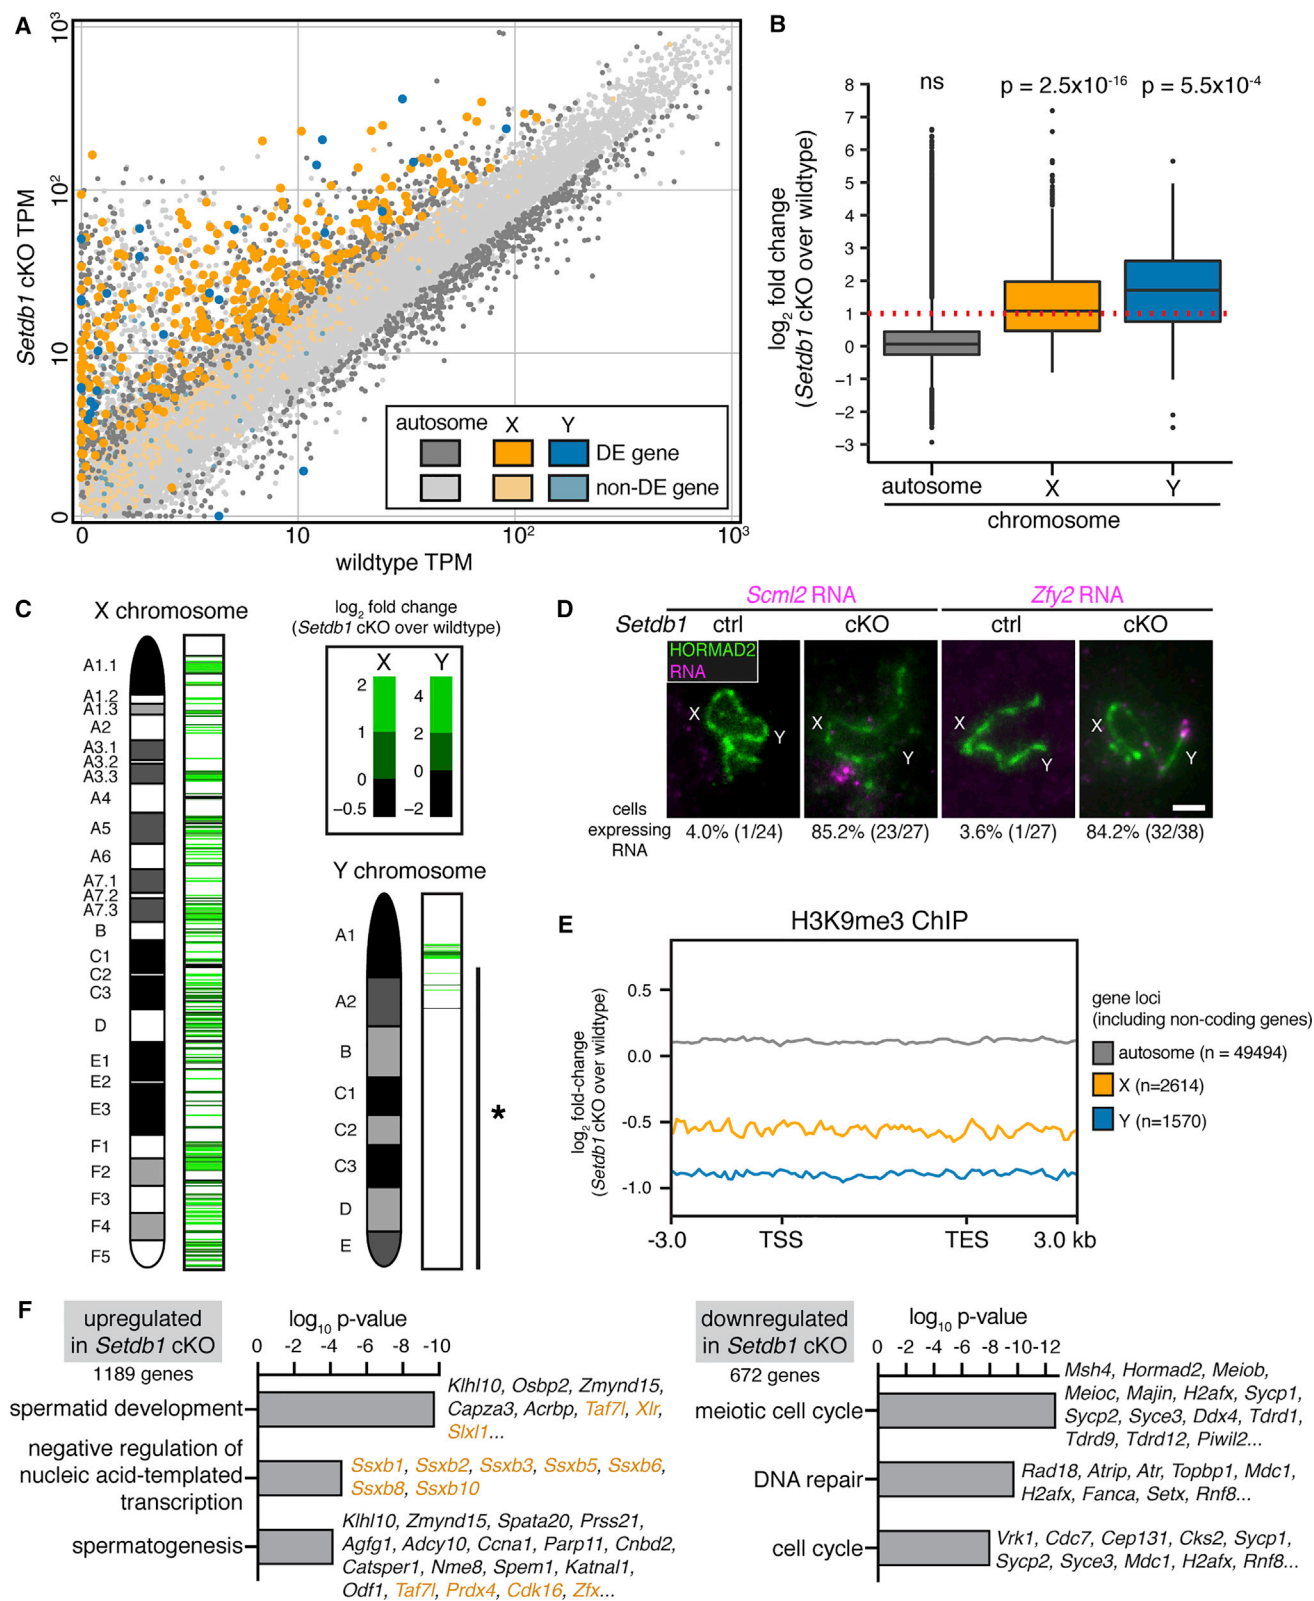 A
10³
10²
10
0
Setdb1 cKO TPM
0
10
10²
10³
wildtype TPM
autosome X Y
DE gene
non-DE gene
B
log₂ fold change
(Setdb1 cKO over wildtype)
8
7
6
5
4
3
2
1
0
−1
−2
−3
ns
p = 2.5x10⁻¹⁶
p = 5.5x10⁻⁴
autosome X Y
chromosome
C
X chromosome
A1.1
A1.2
A1.3
A2
A3.1
A3.2
A3.3
A4
A5
A6
A7.1
A7.2
A7.3
B
C1
C2
C3
D
E1
E2
E3
F1
F2
F3
F4
F5
log₂ fold change
(Setdb1 cKO over wildtype)
X Y
2 4
1 2
0 0
−0.5 −2
Y chromosome
A1
A2
B
C1
C2
C3
D
E
*
D
Scml2 RNA Zfy2 RNA
Setdb1 ctrl cKO ctrl cKO
HORMAD2
RNA
X Y
X Y
X Y
X Y
cells
expressing
RNA
4.0% (1/24) 85.2% (23/27) 3.6% (1/27) 84.2% (32/38)
E
H3K9me3 ChIP
log₂ fold-change
(Setdb1 cKO over wildtype)
0.5
0.0
-0.5
-1.0
-3.0 TSS TES 3.0 kb
gene loci
(including non-coding genes)
autosome (n = 49494)
X (n=2614)
Y (n=1570)
F
upregulated
in Setdb1 cKO
1189 genes
log₁₀ p-value
0 -2 -4 -6 -8 -10
spermatid development
Klhl10, Osbp2, Zmynd15,
Capza3, Acrbp, Taf7l, Xlr,
Slxl1...
negative regulation of
nucleic acid-templated
transcription
Ssxb1, Ssxb2, Ssxb3, Ssxb5, Ssxb6,
Ssxb8, Ssxb10
spermatogenesis
Klhl10, Zmynd15, Spata20, Prss21,
Agfg1, Adcy10, Ccna1, Parp11, Cnbd2,
Catsper1, Nme8, Spem1, Katnal1,
Odf1, Taf7l, Prdx4, Cdk16, Zfx...
downregulated
in Setdb1 cKO
672 genes
log₁₀ p-value
0 -2 -4 -6 -8 -10 -12
meiotic cell cycle
Msh4, Hormad2, Meiob,
Meioc, Majin, H2afx, Sycp1,
Sycp2, Syce3, Ddx4, Tdrd1,
Tdrd9, Tdrd12, Piwil2...
DNA repair
Rad18, Atrip, Atr, Topbp1, Mdc1,
H2afx, Fanca, Setx, Rnf8...
cell cycle
Vrk1, Cdc7, Cep131, Cks2, Sycp1,
Sycp2, Syce3, Mdc1, H2afx, Rnf8...